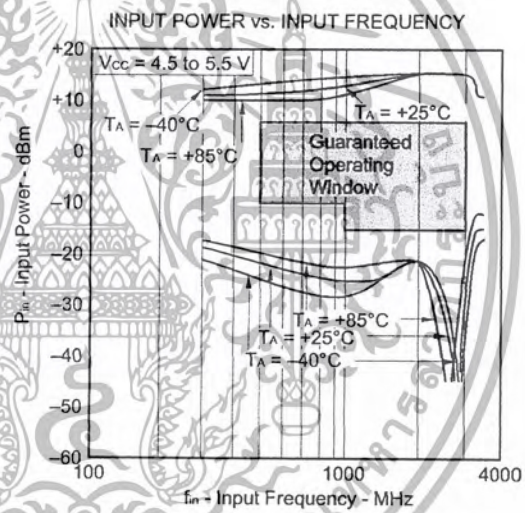 INPUT POWER vs. INPUT FREQUENCY
+20
VCC = 4.5 to 5.5 V
+10
TA = –40°C
TA = +25°C
TA = +85°C
Guaranteed
Operating
Window
0
–10
–20
–30
TA = +85°C
TA = +25°C
TA = –40°C
–40
–50
–60
Pin - Input Power - dBm
100
1000
4000
fin - Input Frequency - MHz